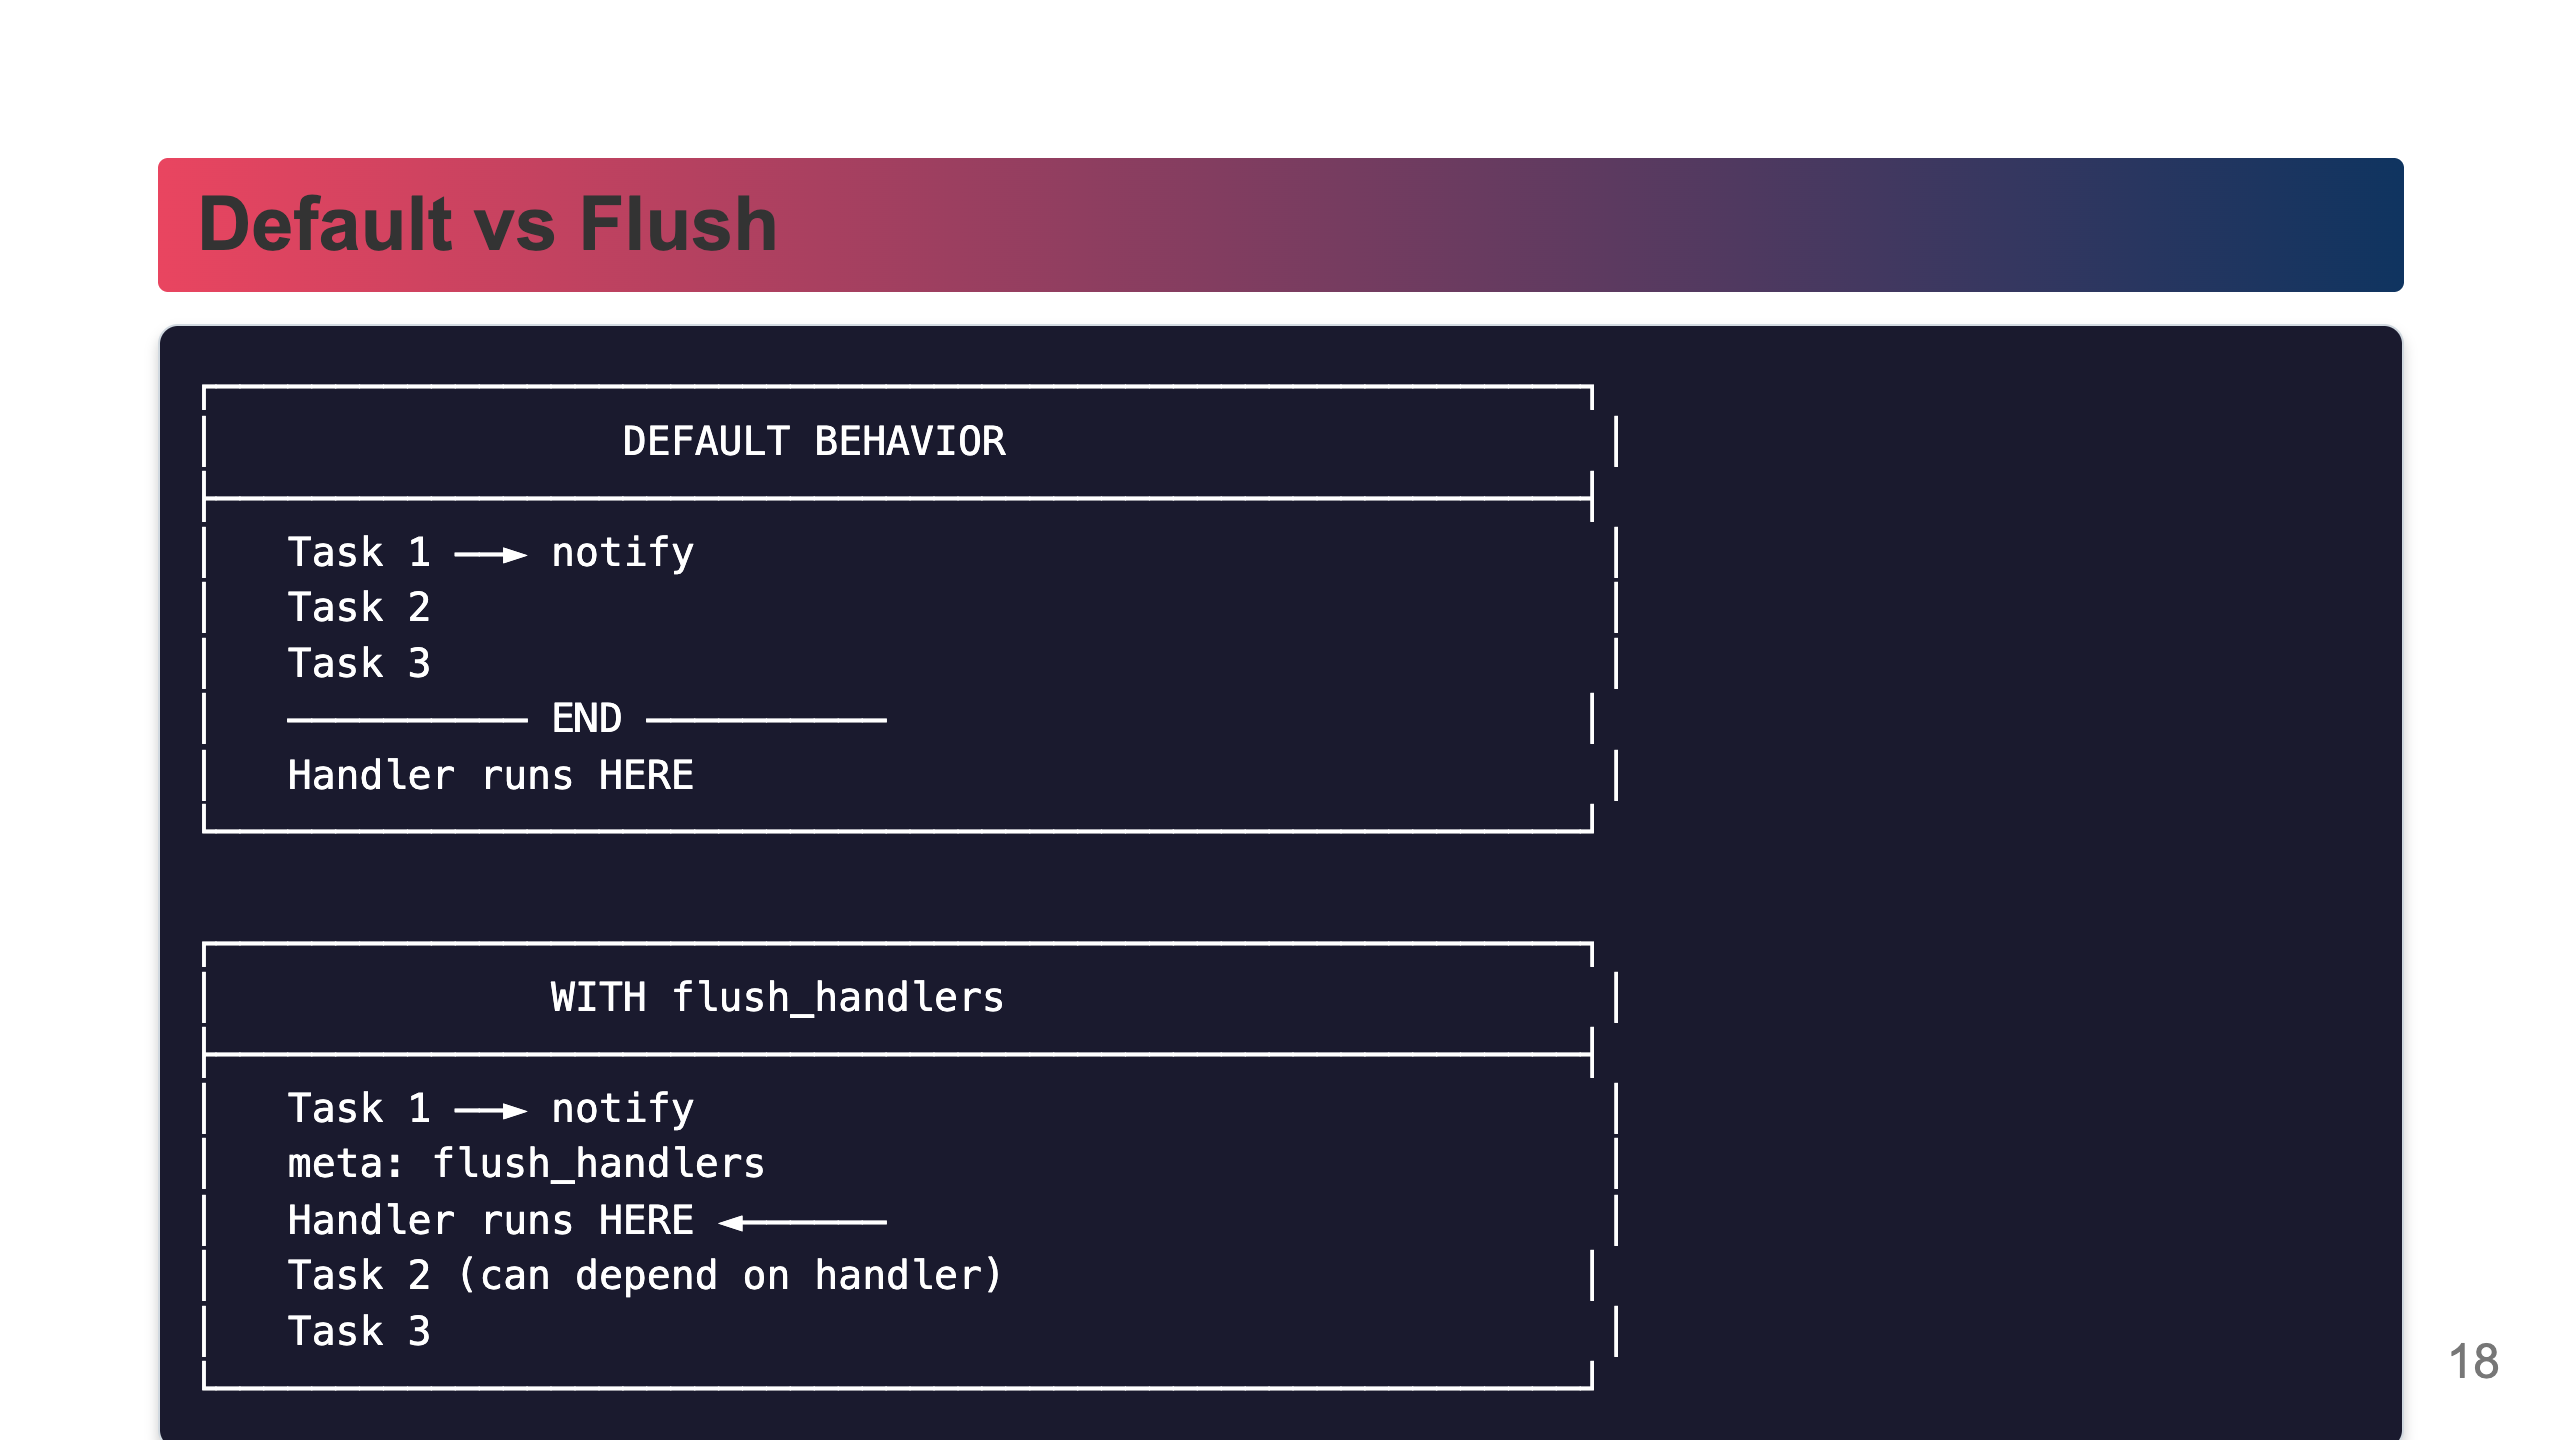 Default vs Flush
DEFAULT BEHAVIOR
Task 1 ──► notify
Task 2
Task 3
────────── END ──────────
Handler runs HERE
WITH flush_handlers
Task 1 ──► notify
meta: flush_handlers
Handler runs HERE ◄──────
Task 2 (can depend on handler)
Task 3
18